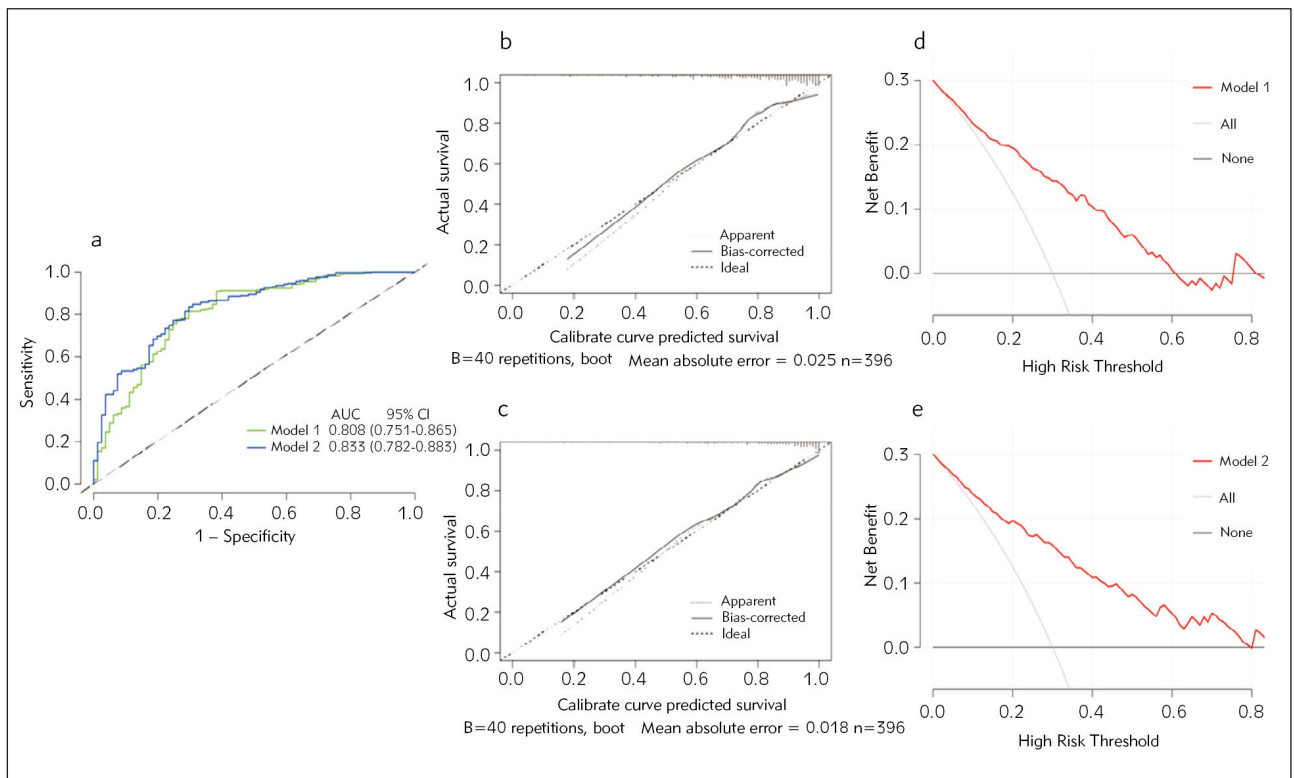 a
1.0
0.8
0.6
0.4
0.2
0.0
Sensitivity
AUC 95% CI
Model 1 0.808 (0.751-0.865)
Model 2 0.833 (0.782-0.883)
0.0 0.2 0.4 0.6 0.8 1.0
1 – Specificity
b
1.0
0.8
0.6
0.4
0.2
0.0
Actual survival
Apparent
Bias-corrected
Ideal
0.0 0.2 0.4 0.6 0.8 1.0
Calibrate curve predicted survival
B=40 repetitions, boot Mean absolute error = 0.025 n=396
c
1.0
0.8
0.6
0.4
0.2
0.0
Actual survival
Apparent
Bias-corrected
Ideal
0.0 0.2 0.4 0.6 0.8 1.0
Calibrate curve predicted survival
B=40 repetitions, boot Mean absolute error = 0.018 n=396
d
0.3
0.2
0.1
0.0
Net Benefit
Model 1
All
None
0.0 0.2 0.4 0.6 0.8
High Risk Threshold
e
0.3
0.2
0.1
0.0
Net Benefit
Model 2
All
None
0.0 0.2 0.4 0.6 0.8
High Risk Threshold